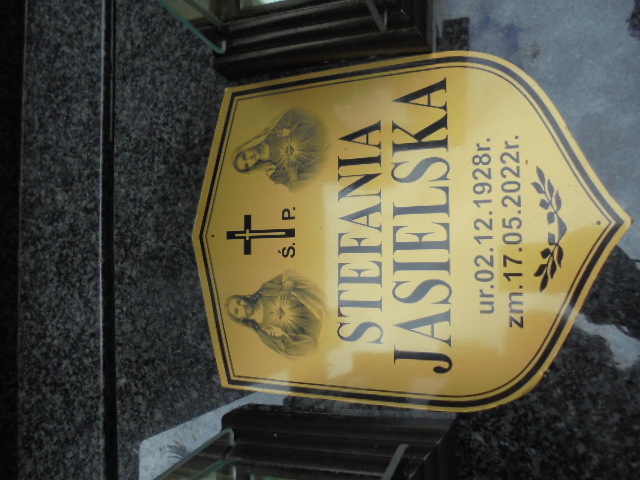 Ś. P.
STEFANIA
JASIELSKA
ur.02.12.1928r.
zm.17.05.2022r.